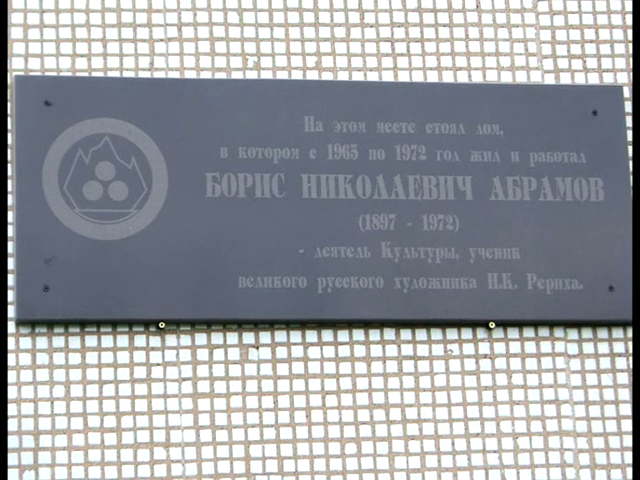 На этом месте стоял дом,
в котором с 1965 по 1972 год жил и работал
БОРИС НИКОЛАЕВИЧ АБРАМОВ
(1897 - 1972)
- деятель Культуры, ученик
великого русского художника Н.К. Рериха.